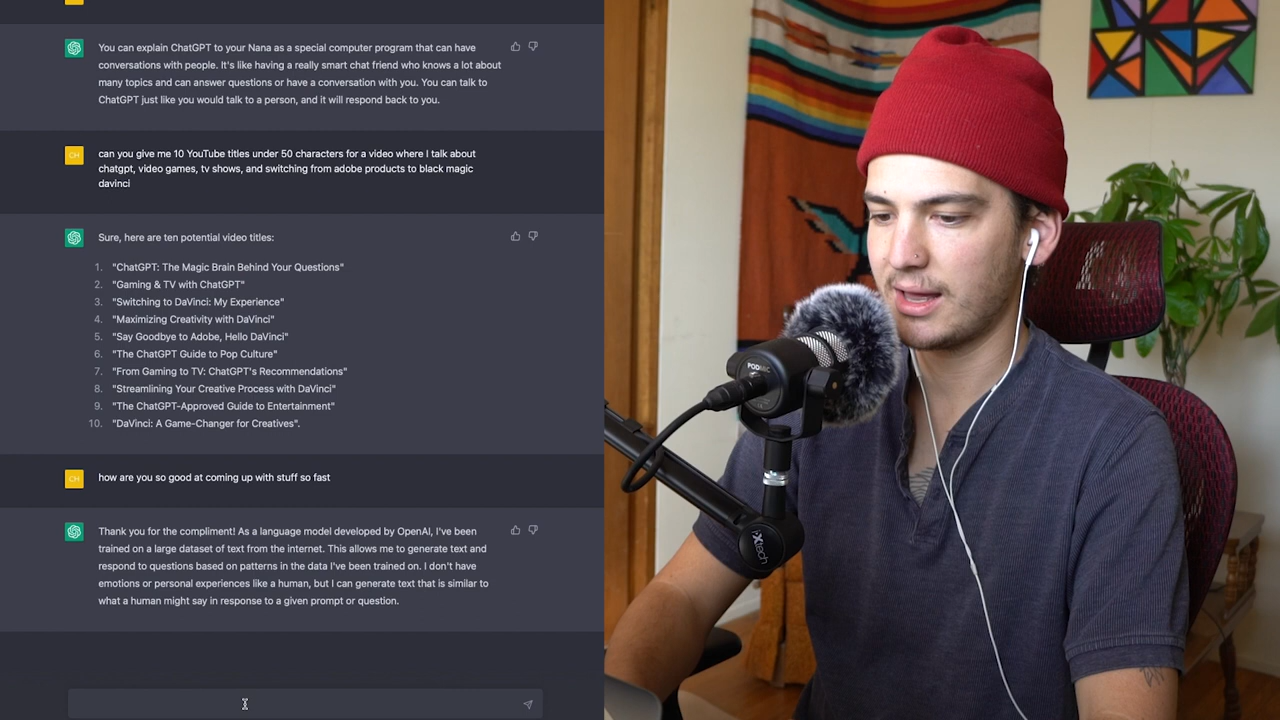 You can explain ChatGPT to your Nana as a special computer program that can have
conversations with people. It's like having a really smart chat friend who knows a lot about
many topics and can answer questions or have a conversation with you. You can talk to
ChatGPT just like you would talk to a person, and it will respond back to you.
CH
can you give me 10 YouTube titles under 50 characters for a video where I talk about
chatgpt, video games, tv shows, and switching from adobe products to black magic
davinci
Sure, here are ten potential video titles:
1. "ChatGPT: The Magic Brain Behind Your Questions"
2. "Gaming & TV with ChatGPT"
3. "Switching to DaVinci: My Experience"
4. "Maximizing Creativity with DaVinci"
5. "Say Goodbye to Adobe, Hello DaVinci"
6. "The ChatGPT Guide to Pop Culture"
7. "From Gaming to TV: ChatGPT's Recommendations"
8. "Streamlining Your Creative Process with DaVinci"
9. "The ChatGPT-Approved Guide to Entertainment"
10. "DaVinci: A Game-Changer for Creatives".
CH
how are you so good at coming up with stuff so fast
Thank you for the compliment! As a language model developed by OpenAI, I've been
trained on a large dataset of text from the internet. This allows me to generate text and
respond to questions based on patterns in the data I've been trained on. I don't have
emotions or personal experiences like a human, but I can generate text that is similar to
what a human might say in response to a given prompt or question.
PODMIC
iXtech